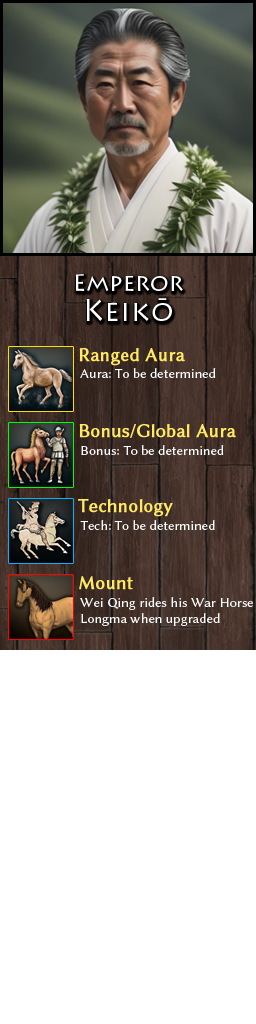 Emperor
Keikō
Ranged Aura
Aura: To be determined
Bonus/Global Aura
Bonus: To be determined
Technology
Tech: To be determined
Mount
Wei Qing rides his War Horse
Longma when upgraded